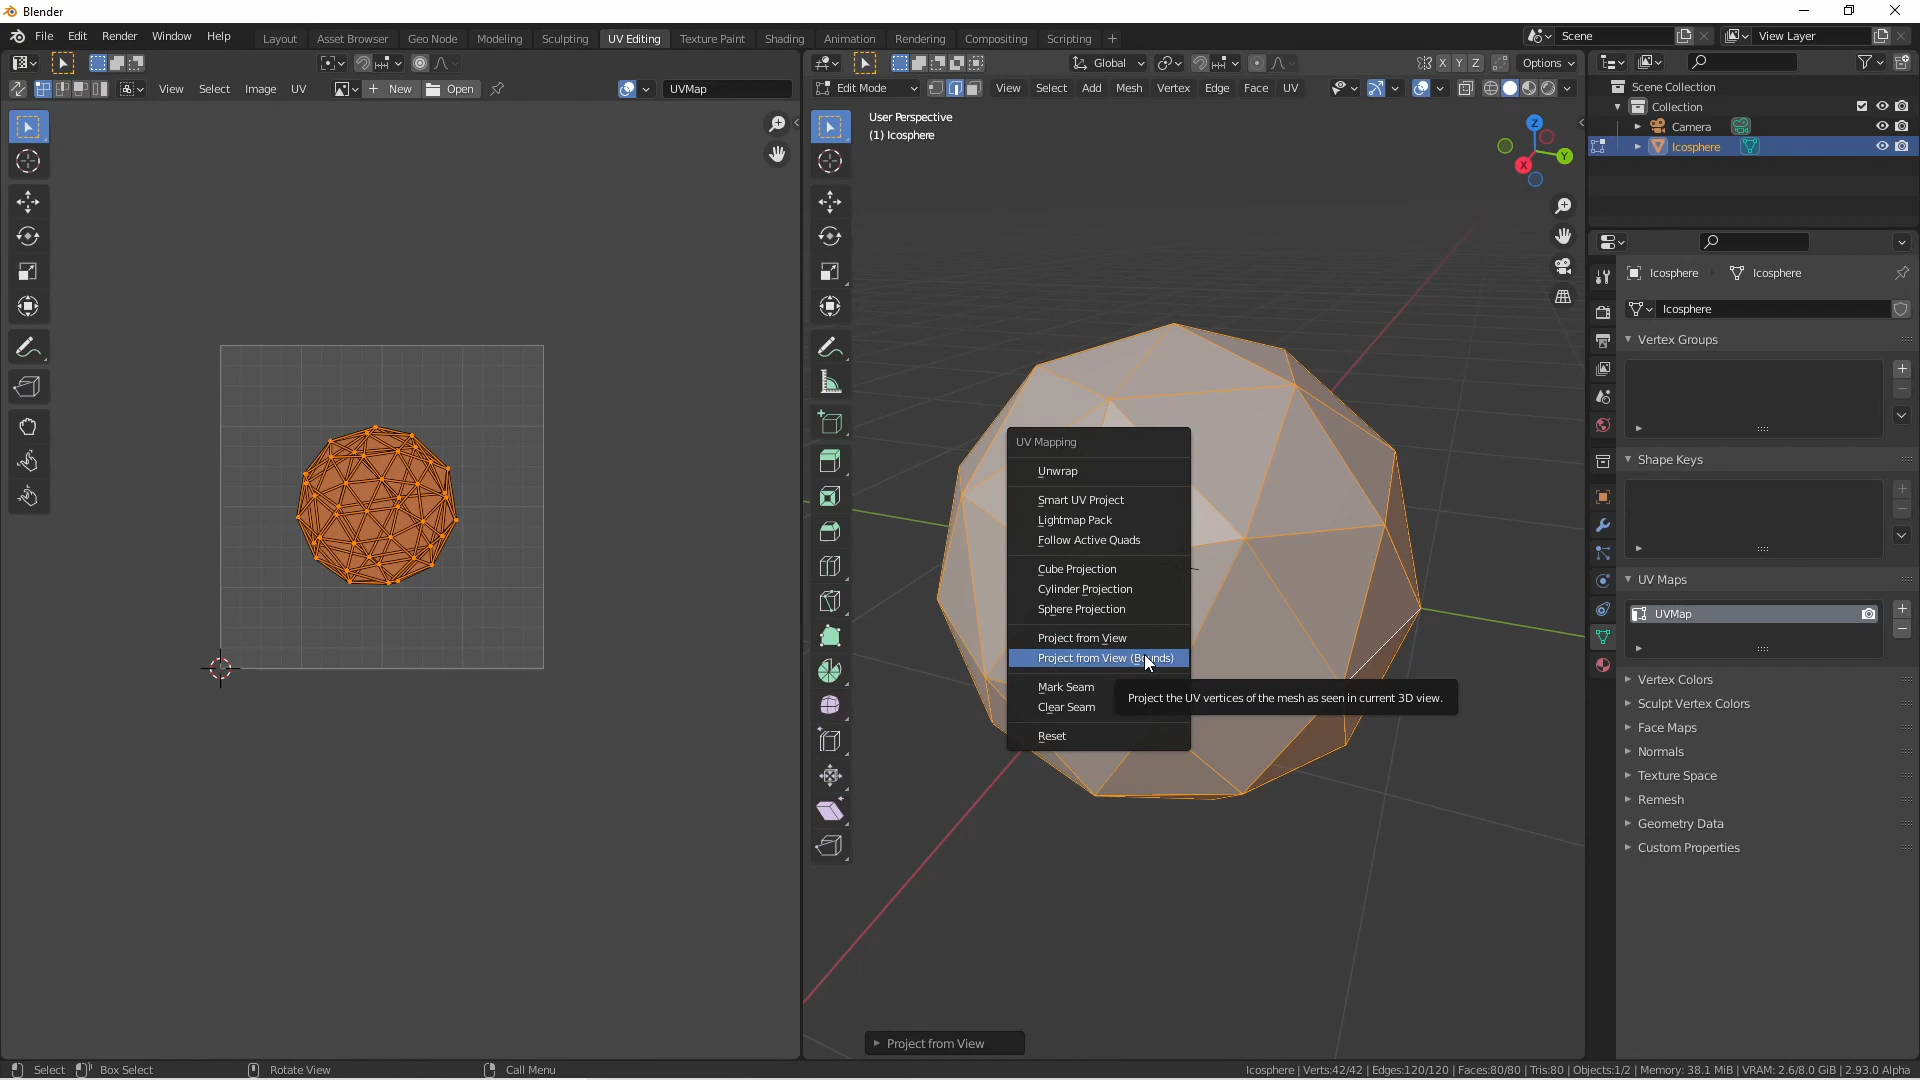 Blender
File Edit Render Window Help
Layout Asset Browser Geo Node Modeling Sculpting UV Editing Texture Paint Shading Animation Rendering Compositing Scripting +
Scene
View Layer
Global
X Y Z
Options
View Select Image UV
+ New
Open
UVMap
Edit Mode
View Select Add Mesh Vertex Edge Face UV
User Perspective
(1) Icosphere
Z
Y
X
UV Mapping
Unwrap
Smart UV Project
Lightmap Pack
Follow Active Quads
Cube Projection
Cylinder Projection
Sphere Projection
Project from View
Project from View (Bounds)
Mark Seam
Clear Seam
Reset
Project the UV vertices of the mesh as seen in current 3D view.
Project from View
Scene Collection
Collection
Camera
Icosphere
Icosphere Icosphere
Icosphere
Vertex Groups
Shape Keys
UV Maps
UVMap
Vertex Colors
Sculpt Vertex Colors
Face Maps
Normals
Texture Space
Remesh
Geometry Data
Custom Properties
Select Box Select Rotate View Call Menu
Icosphere | Verts:42/42 | Edges:120/120 | Faces:80/80 | Tris:80 | Objects:1/2 | Memory: 38.1 MiB | VRAM: 2.6/8.0 GiB | 2.93.0 Alpha